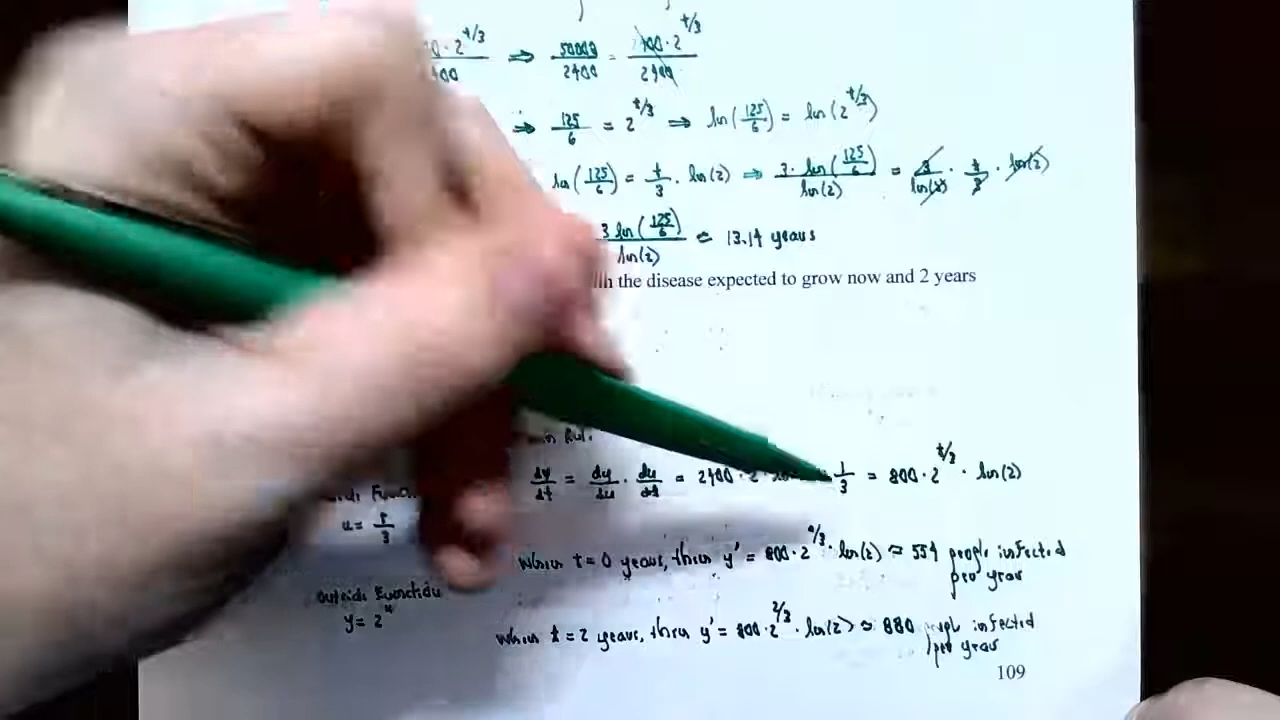 0·2^t/3 / 400 ⇒ 50000/2400 = 2400·2^t/3 / 2400
⇒ 125/6 = 2^t/3 ⇒ ln(125/6) = ln(2^t/3)
ln(125/6) = t/3 · ln(2) ⇒ 3·ln(125/6) / ln(2) = 3/ln(2) · t/3 · ln(2)
3 ln(125/6) / ln(2) ≈ 13.14 years
th the disease expected to grow now and 2 years
dy/dt = dy/du · du/dt = 2400·2 1/3 = 800·2^t/3 · ln(2)
u = t/3
when t=0 years, then y' = 800·2^0/3 · ln(2) ≈ 554 people infected
per year
outside function
y = 2^u
when t=2 years, then y' = 800·2^2/3 · ln(2) ≈ 880 infected
per year
109